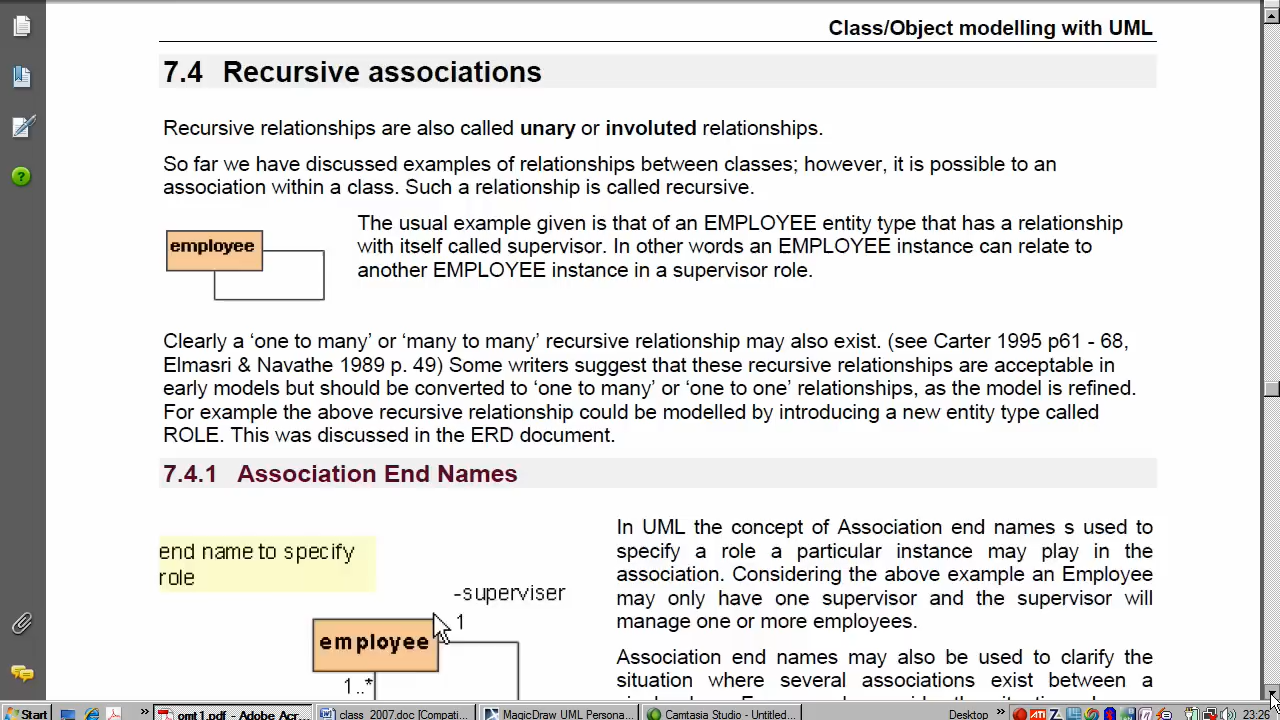 Class/Object modelling with UML
7.4 Recursive associations
Recursive relationships are also called unary or involuted relationships.
So far we have discussed examples of relationships between classes; however, it is possible to an
association within a class. Such a relationship is called recursive.
employee
The usual example given is that of an EMPLOYEE entity type that has a relationship
with itself called supervisor. In other words an EMPLOYEE instance can relate to
another EMPLOYEE instance in a supervisor role.
Clearly a ‘one to many’ or ‘many to many’ recursive relationship may also exist. (see Carter 1995 p61 - 68,
Elmasri & Navathe 1989 p. 49) Some writers suggest that these recursive relationships are acceptable in
early models but should be converted to ‘one to many’ or ‘one to one’ relationships, as the model is refined.
For example the above recursive relationship could be modelled by introducing a new entity type called
ROLE. This was discussed in the ERD document.
7.4.1 Association End Names
end name to specify
role
-superviser
1
employee
1..*
In UML the concept of Association end names s used to
specify a role a particular instance may play in the
association. Considering the above example an Employee
may only have one supervisor and the supervisor will
manage one or more employees.
Association end names may also be used to clarify the
situation where several associations exist between a
Start
omt1.pdf - Adobe Acr...
class_2007.doc [Compati...
MagicDraw UML Persona...
Camtasia Studio - Untitled...
Desktop
23:26